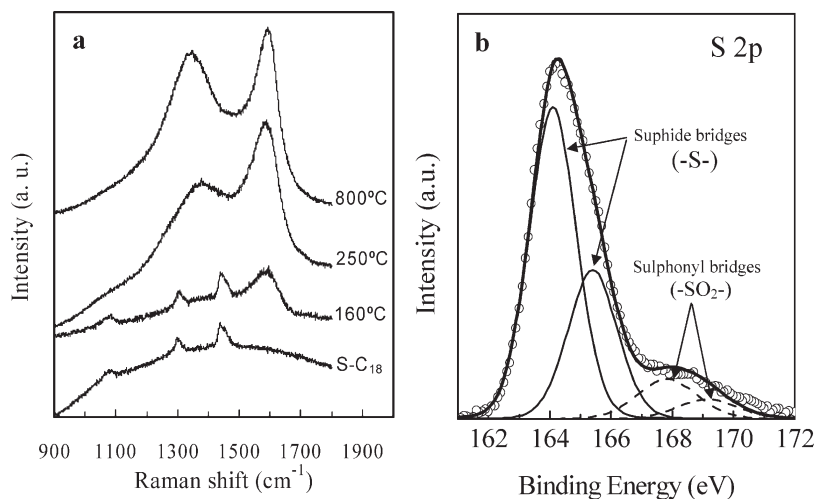 a
Intensity (a. u.)
800ºC
250ºC
160ºC
S-C18
900 1100 1300 1500 1700 1900
Raman shift (cm-1)
b
S 2p
Suphide bridges
(-S-)
Sulphonyl bridges
(-SO2-)
Intensity (a.u.)
162 164 166 168 170 172
Binding Energy (eV)